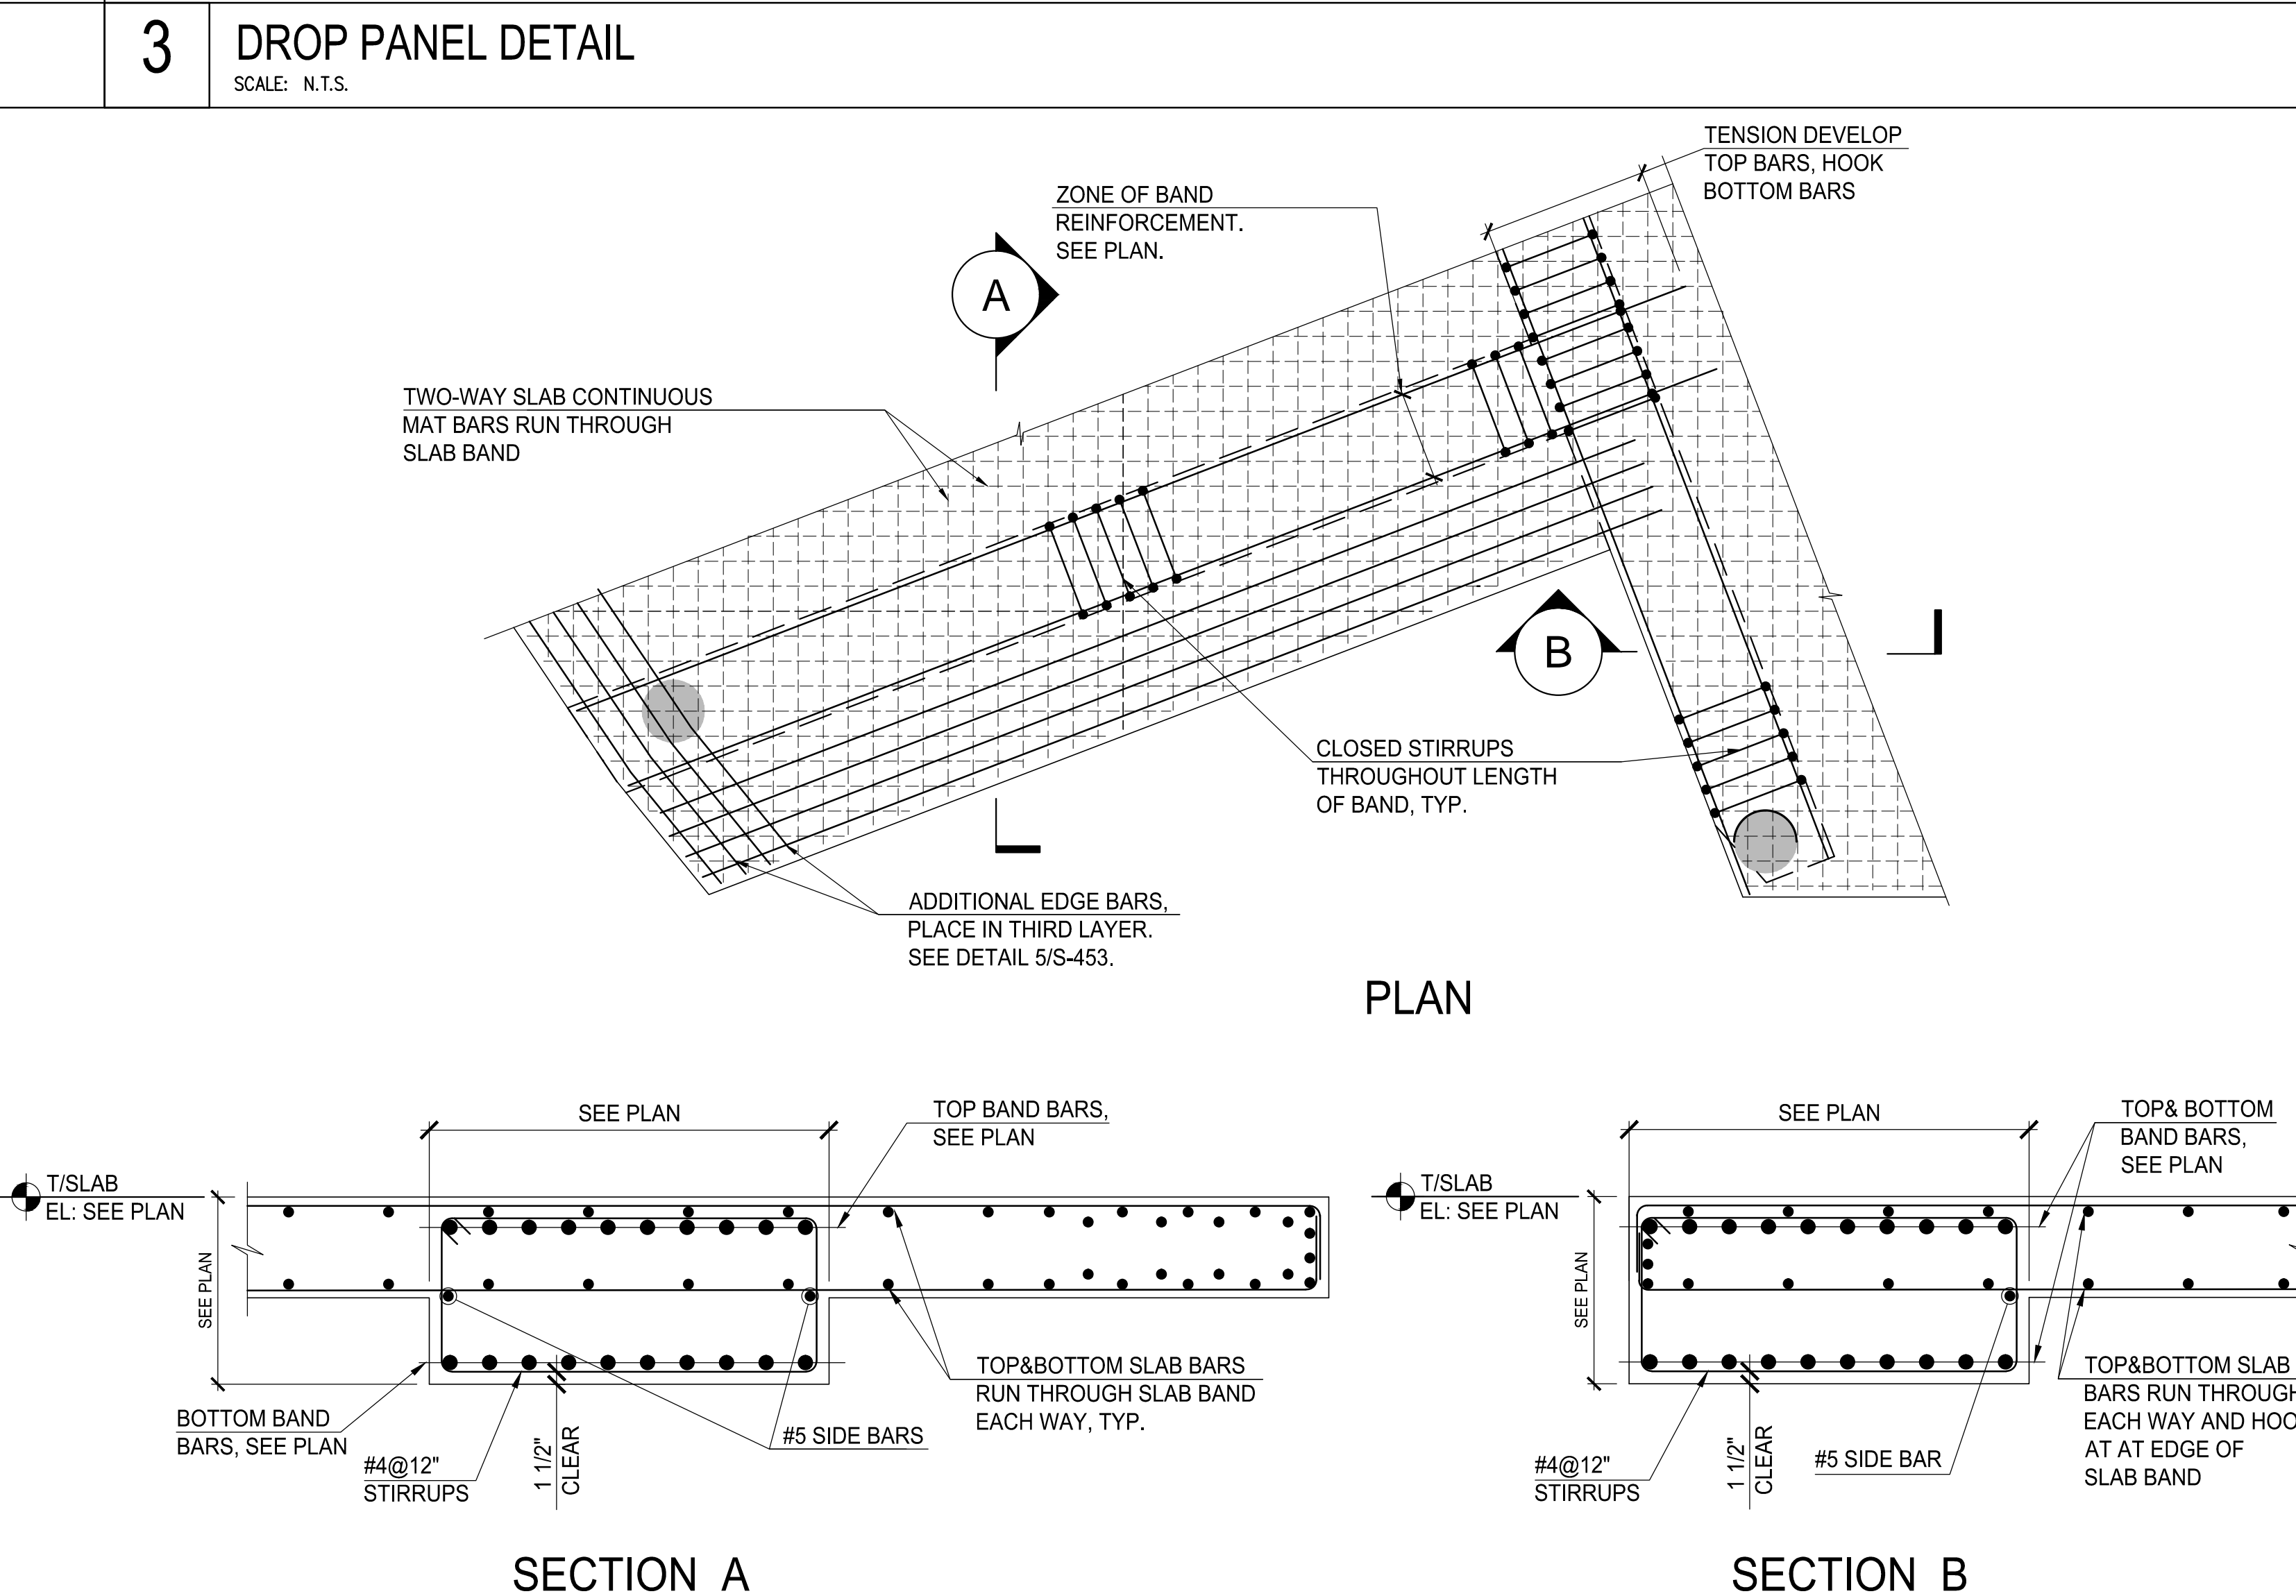 3
DROP PANEL DETAIL
SCALE: N.T.S.
TENSION DEVELOP
TOP BARS, HOOK
BOTTOM BARS
ZONE OF BAND
REINFORCEMENT.
SEE PLAN.
A
TWO-WAY SLAB CONTINUOUS
MAT BARS RUN THROUGH
SLAB BAND
B
CLOSED STIRRUPS
THROUGHOUT LENGTH
OF BAND, TYP.
ADDITIONAL EDGE BARS,
PLACE IN THIRD LAYER.
SEE DETAIL 5/S-453.
PLAN
SEE PLAN
TOP BAND BARS,
SEE PLAN
T/SLAB
EL: SEE PLAN
SEE PLAN
BOTTOM BAND
BARS, SEE PLAN
#4@12"
STIRRUPS
1 1/2"
CLEAR
#5 SIDE BARS
TOP&BOTTOM SLAB BARS
RUN THROUGH SLAB BAND
EACH WAY, TYP.
SECTION A
SEE PLAN
TOP& BOTTOM
BAND BARS,
SEE PLAN
T/SLAB
EL: SEE PLAN
SEE PLAN
#4@12"
STIRRUPS
1 1/2"
CLEAR
#5 SIDE BAR
TOP&BOTTOM SLAB
BARS RUN THROUGH
EACH WAY AND HOO
AT AT EDGE OF
SLAB BAND
SECTION B